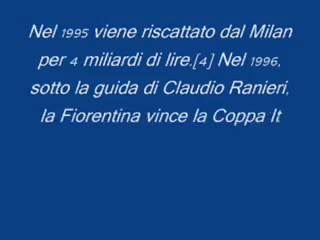 Nel 1995 viene riscattato dal Milan
per 4 miliardi di lire.[4] Nel 1996,
sotto la guida di Claudio Ranieri,
la Fiorentina vince la Coppa It